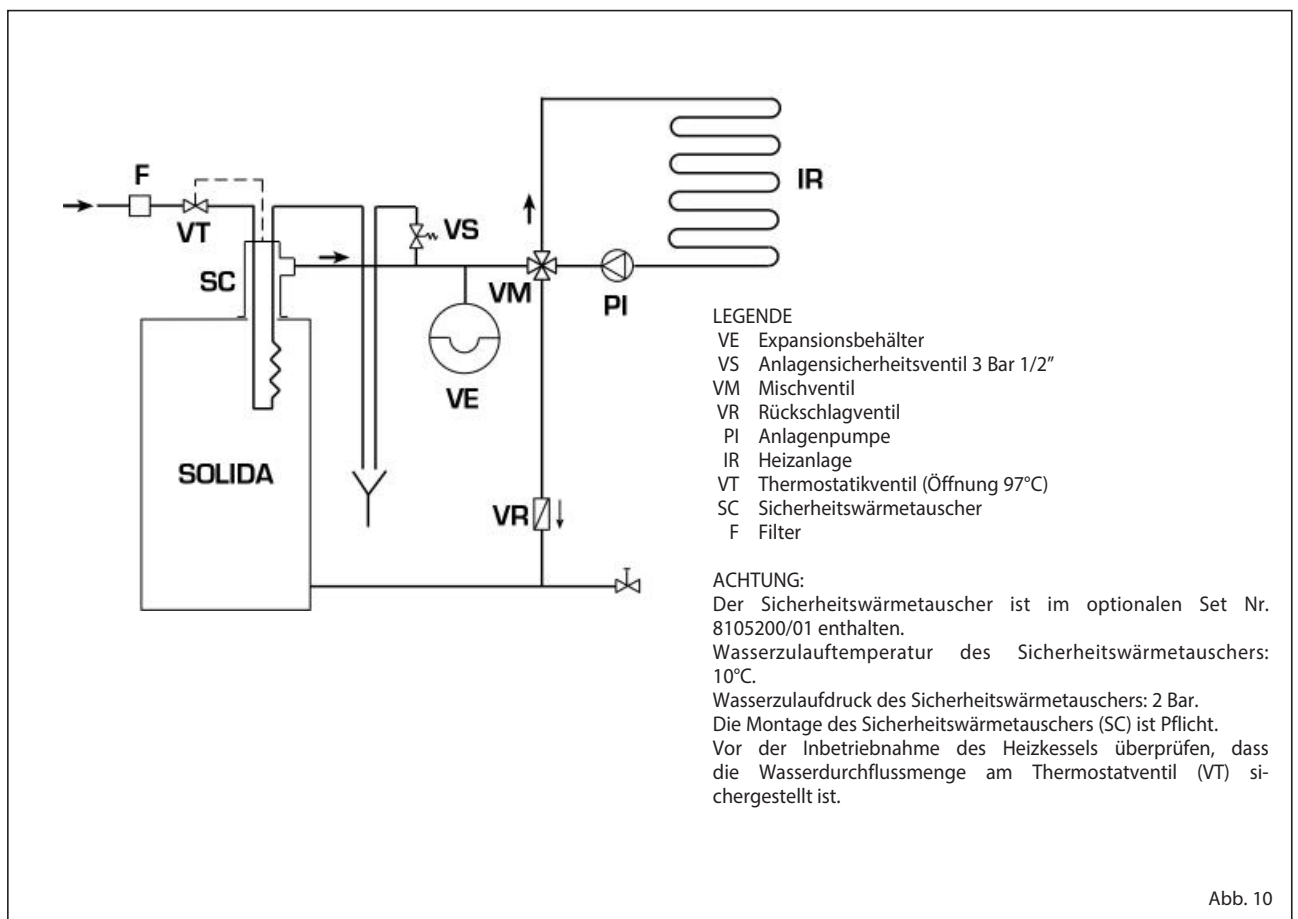 F
VT
SC
VS
VM
PI
IR
VE
SOLIDA
VR
LEGENDE
VE Expansionsbehälter
VS Anlagensicherheitsventil 3 Bar 1/2”
VM Mischventil
VR Rückschlagventil
PI Anlagenpumpe
IR Heizanlage
VT Thermostatikventil (Öffnung 97°C)
SC Sicherheitswärmetauscher
F Filter
ACHTUNG:
Der Sicherheitswärmetauscher ist im optionalen Set Nr.
8105200/01 enthalten.
Wasserzulauftemperatur des Sicherheitswärmetauschers:
10°C.
Wasserzulaufdruck des Sicherheitswärmetauschers: 2 Bar.
Die Montage des Sicherheitswärmetauschers (SC) ist Pflicht.
Vor der Inbetriebnahme des Heizkessels überprüfen, dass
die Wasserdurchflussmenge am Thermostatventil (VT) si-
chergestellt ist.
Abb. 10